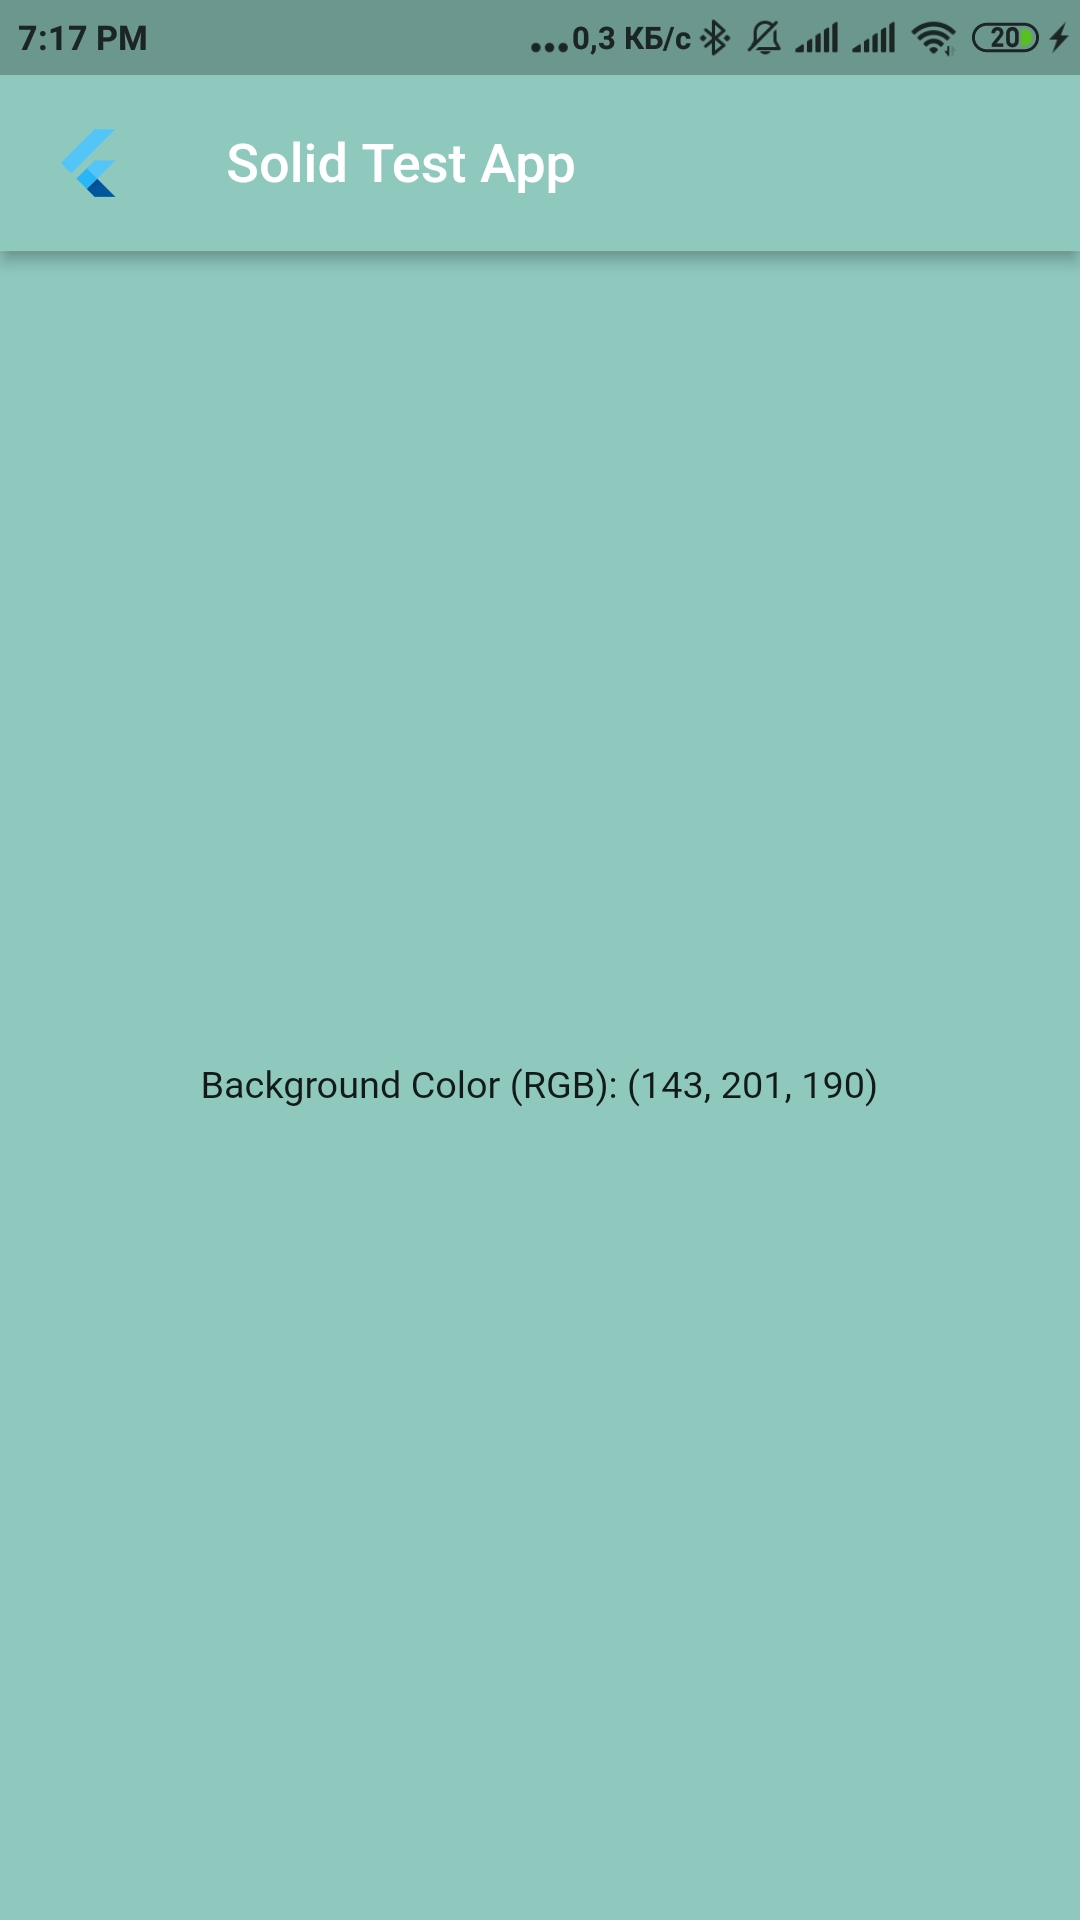 7:17 PM
...0,3 КБ/с
20
Solid Test App
Background Color (RGB): (143, 201, 190)